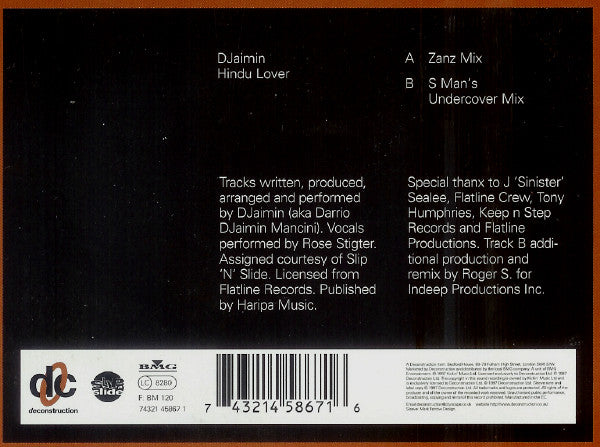 DJaimin
Hindu Lover
A Zanz Mix
B S Man's
Undercover Mix
Tracks written, produced,
arranged and performed
by DJaimin (aka Darrio
DJaimin Mancini). Vocals
performed by Rose Stigter.
Assigned courtesy of Slip
'N' Slide. Licensed from
Flatline Records. Published
by Haripa Music.
Special thanx to J 'Sinister'
Sealee, Flatline Crew, Tony
Humphries, Keep n Step
Records and Flatline
Productions. Track B addi-
tional production and
remix by Roger S. for
Indeep Productions Inc.
deconstruction
slide
BMG
LC 8280
F: BM 120
74321 45867 1
7 43214 58671 6